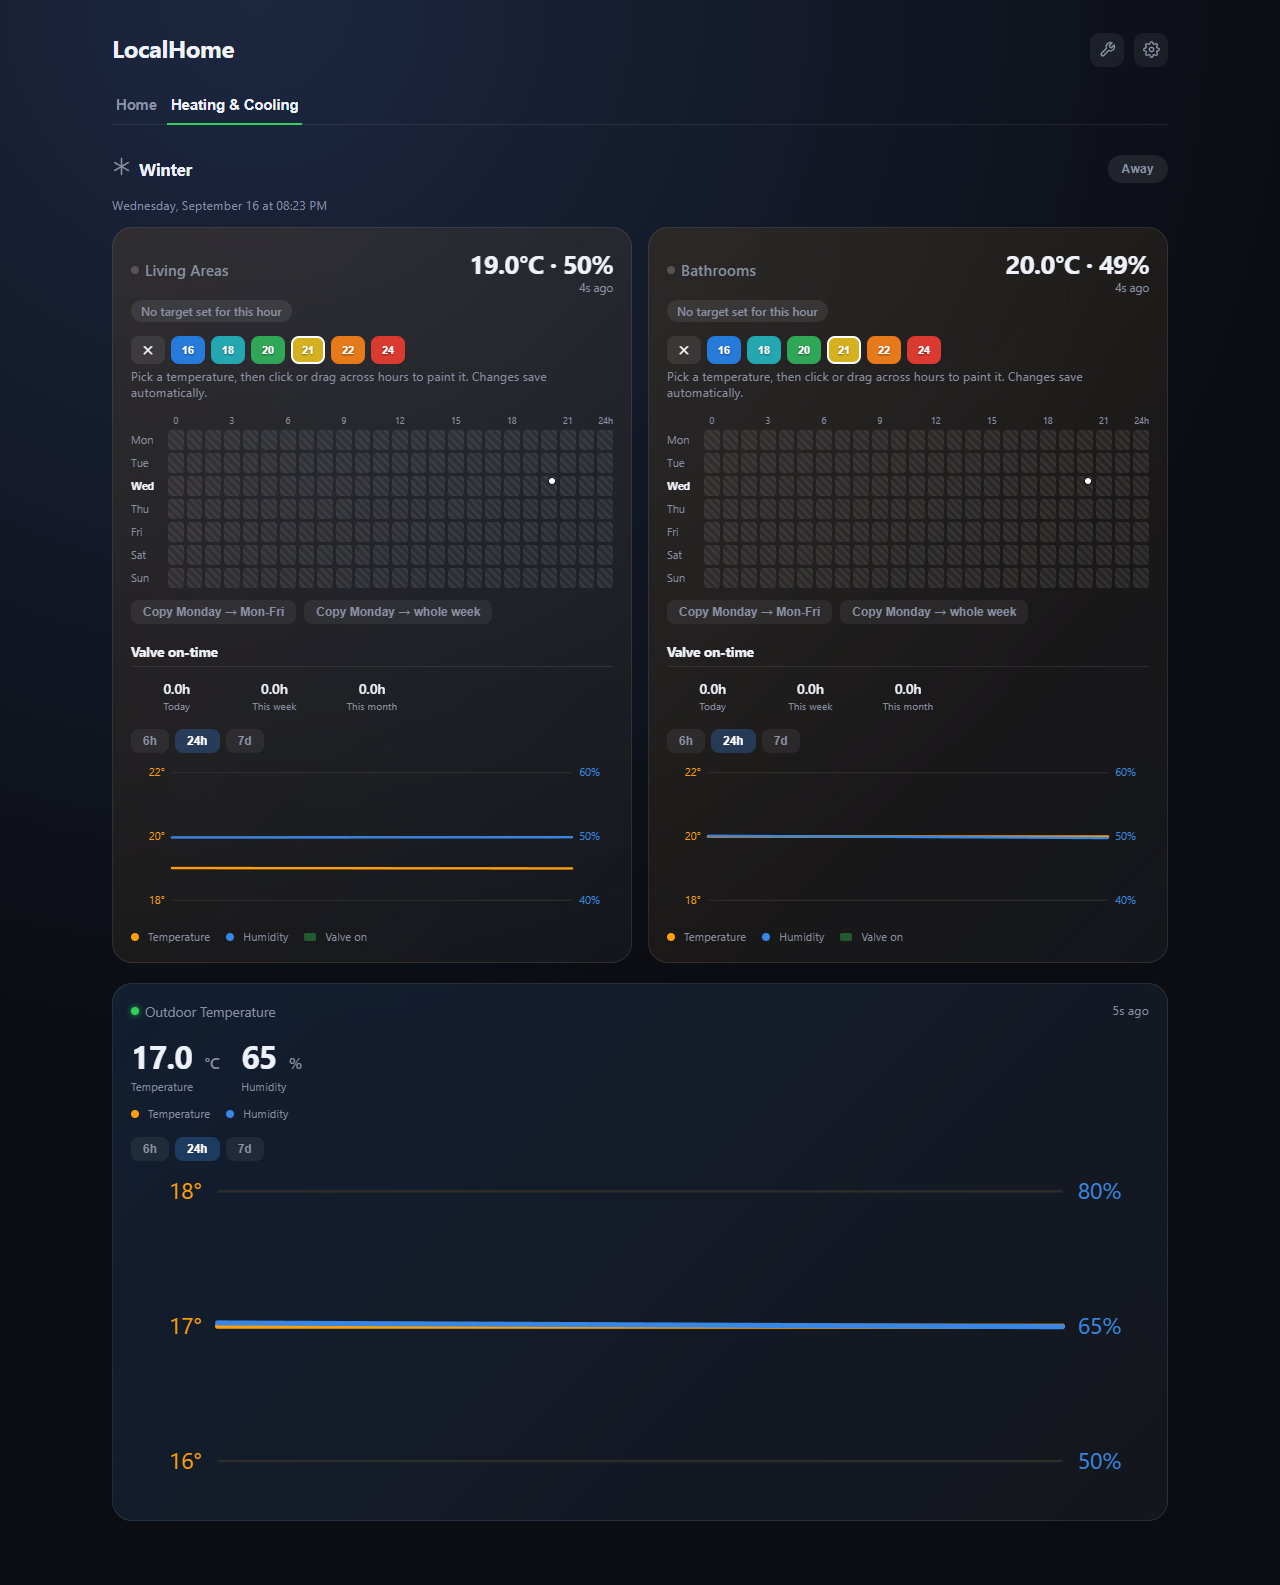 LocalHome
Home Heating & Cooling
Winter
Away
Wednesday, September 16 at 08:23 PM
Living Areas
19.0°C · 50%
4s ago
No target set for this hour
✕ 16 18 20 21 22 24
Pick a temperature, then click or drag across hours to paint it. Changes save
automatically.
0 3 6 9 12 15 18 21 24h
Mon
Tue
Wed
Thu
Fri
Sat
Sun
Copy Monday → Mon-Fri Copy Monday → whole week
Valve on-time
0.0h 0.0h 0.0h
Today This week This month
6h 24h 7d
22° 60%
20° 50%
18° 40%
Temperature Humidity Valve on
Bathrooms
20.0°C · 49%
4s ago
No target set for this hour
✕ 16 18 20 21 22 24
Pick a temperature, then click or drag across hours to paint it. Changes save
automatically.
0 3 6 9 12 15 18 21 24h
Mon
Tue
Wed
Thu
Fri
Sat
Sun
Copy Monday → Mon-Fri Copy Monday → whole week
Valve on-time
0.0h 0.0h 0.0h
Today This week This month
6h 24h 7d
22° 60%
20° 50%
18° 40%
Temperature Humidity Valve on
Outdoor Temperature
5s ago
17.0 °C 65 %
Temperature Humidity
Temperature Humidity
6h 24h 7d
18° 80%
17° 65%
16° 50%